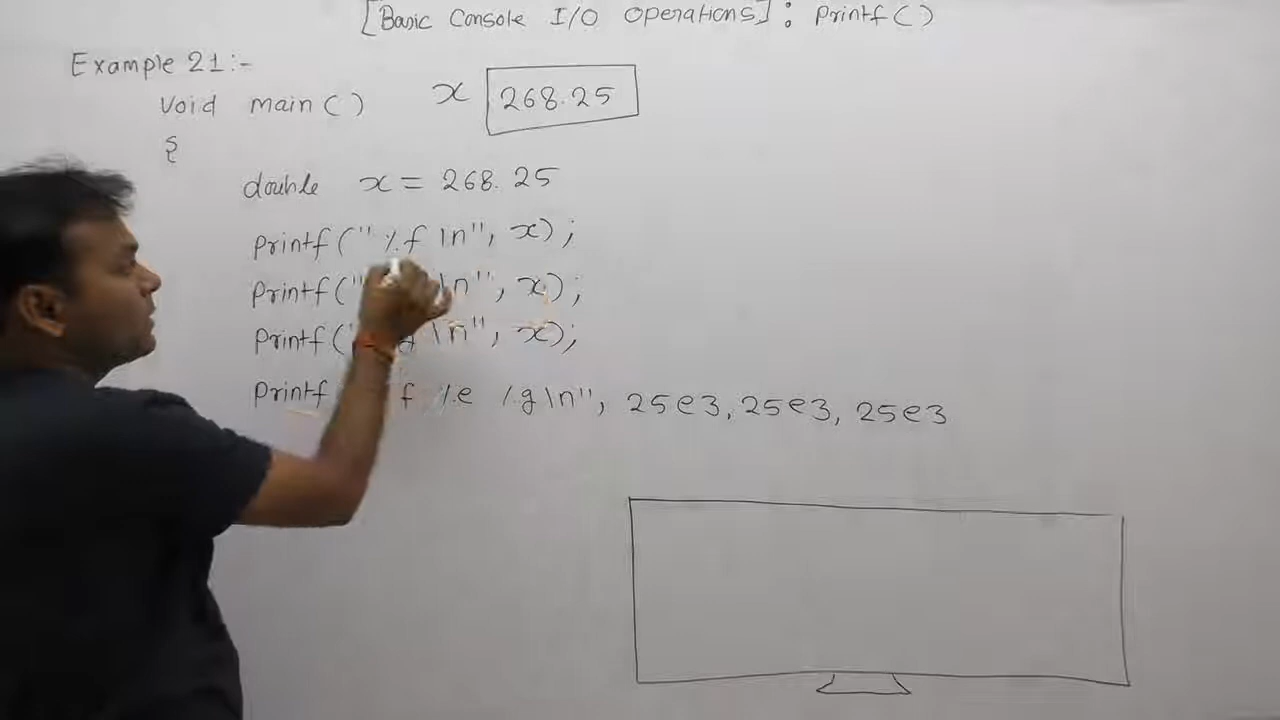 [Basic Console I/O Operations] : printf()
Example 21:-
void main()
x 268.25
{
double x = 268.25
printf("%f \n", x);
printf(" \n", x);
printf(" \n", x);
printf f %e %g\n", 25e3, 25e3, 25e3